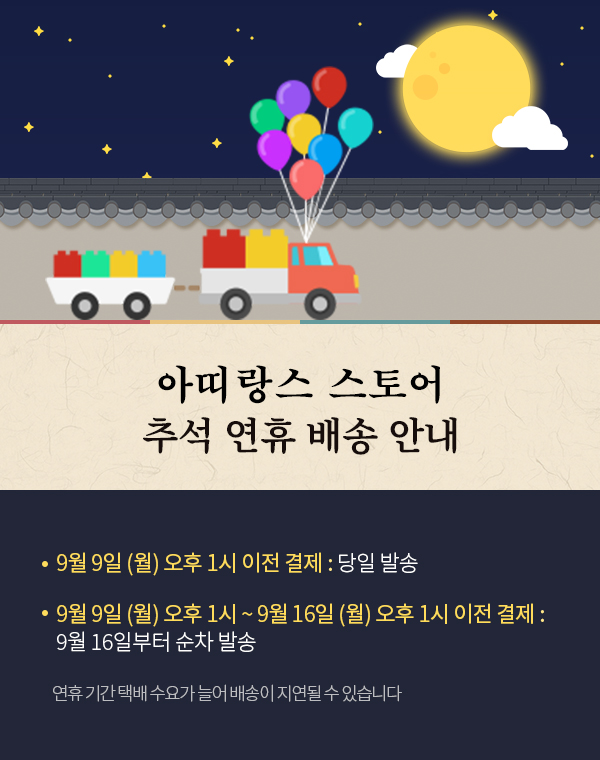 아띠랑스 스토어
추석 연휴 배송 안내
• 9월 9일 (월) 오후 1시 이전 결제 : 당일 발송
• 9월 9일 (월) 오후 1시 ~ 9월 16일 (월) 오후 1시 이전 결제 :
9월 16일부터 순차 발송
연휴 기간 택배 수요가 늘어 배송이 지연될 수 있습니다